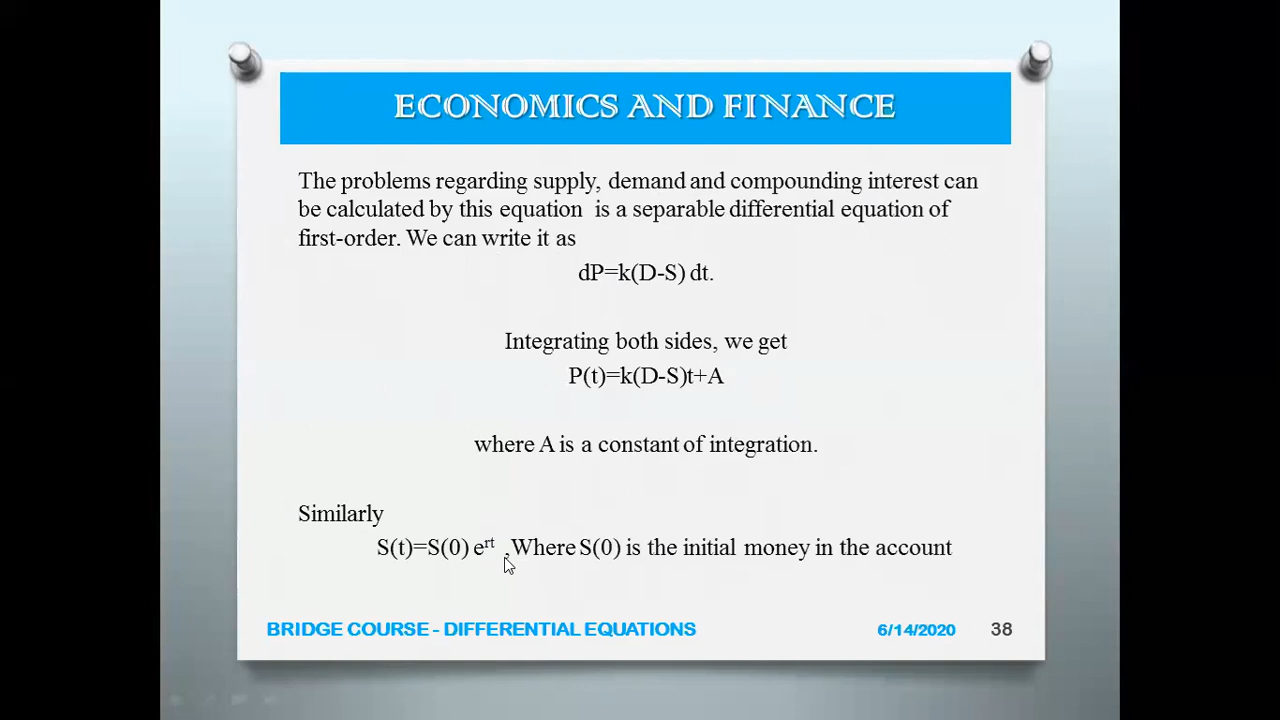 ECONOMICS AND FINANCE
The problems regarding supply, demand and compounding interest can
be calculated by this equation is a separable differential equation of
first-order. We can write it as
dP=k(D-S) dt.
Integrating both sides, we get
P(t)=k(D-S)t+A
where A is a constant of integration.
Similarly
S(t)=S(0) eʳᵗ ,Where S(0) is the initial money in the account
BRIDGE COURSE - DIFFERENTIAL EQUATIONS 6/14/2020 38